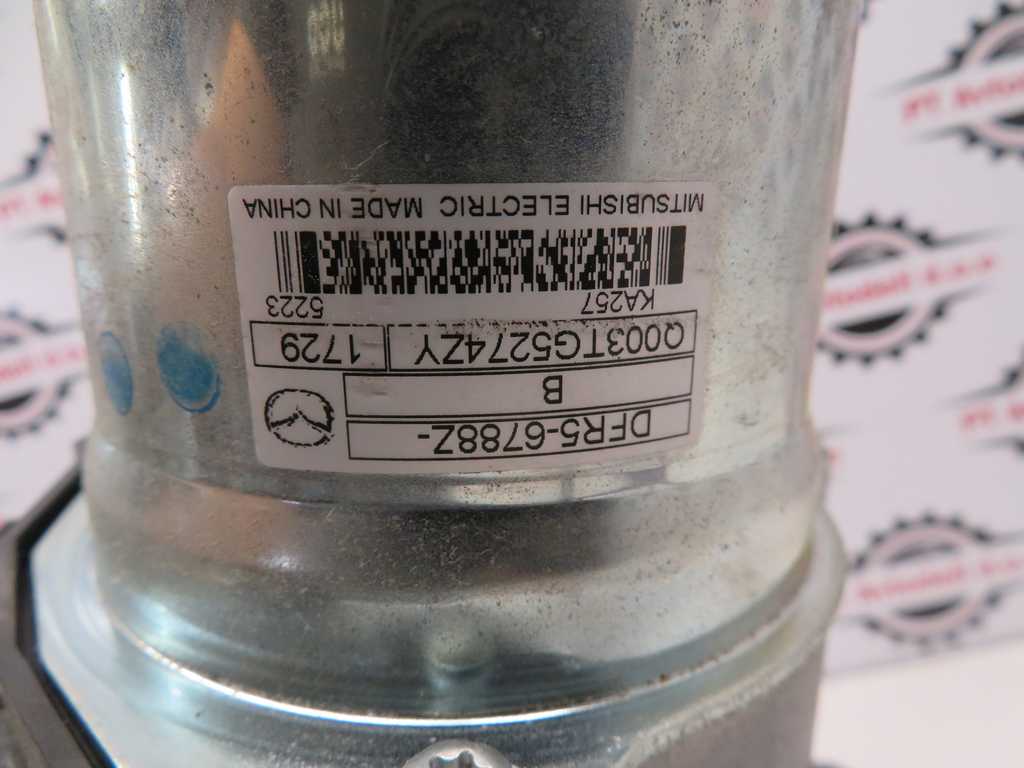 DFR5-6788Z-
B
Q003TG5274ZY 1729
KA257 5223
MITSUBISHI ELECTRIC MADE IN CHINA